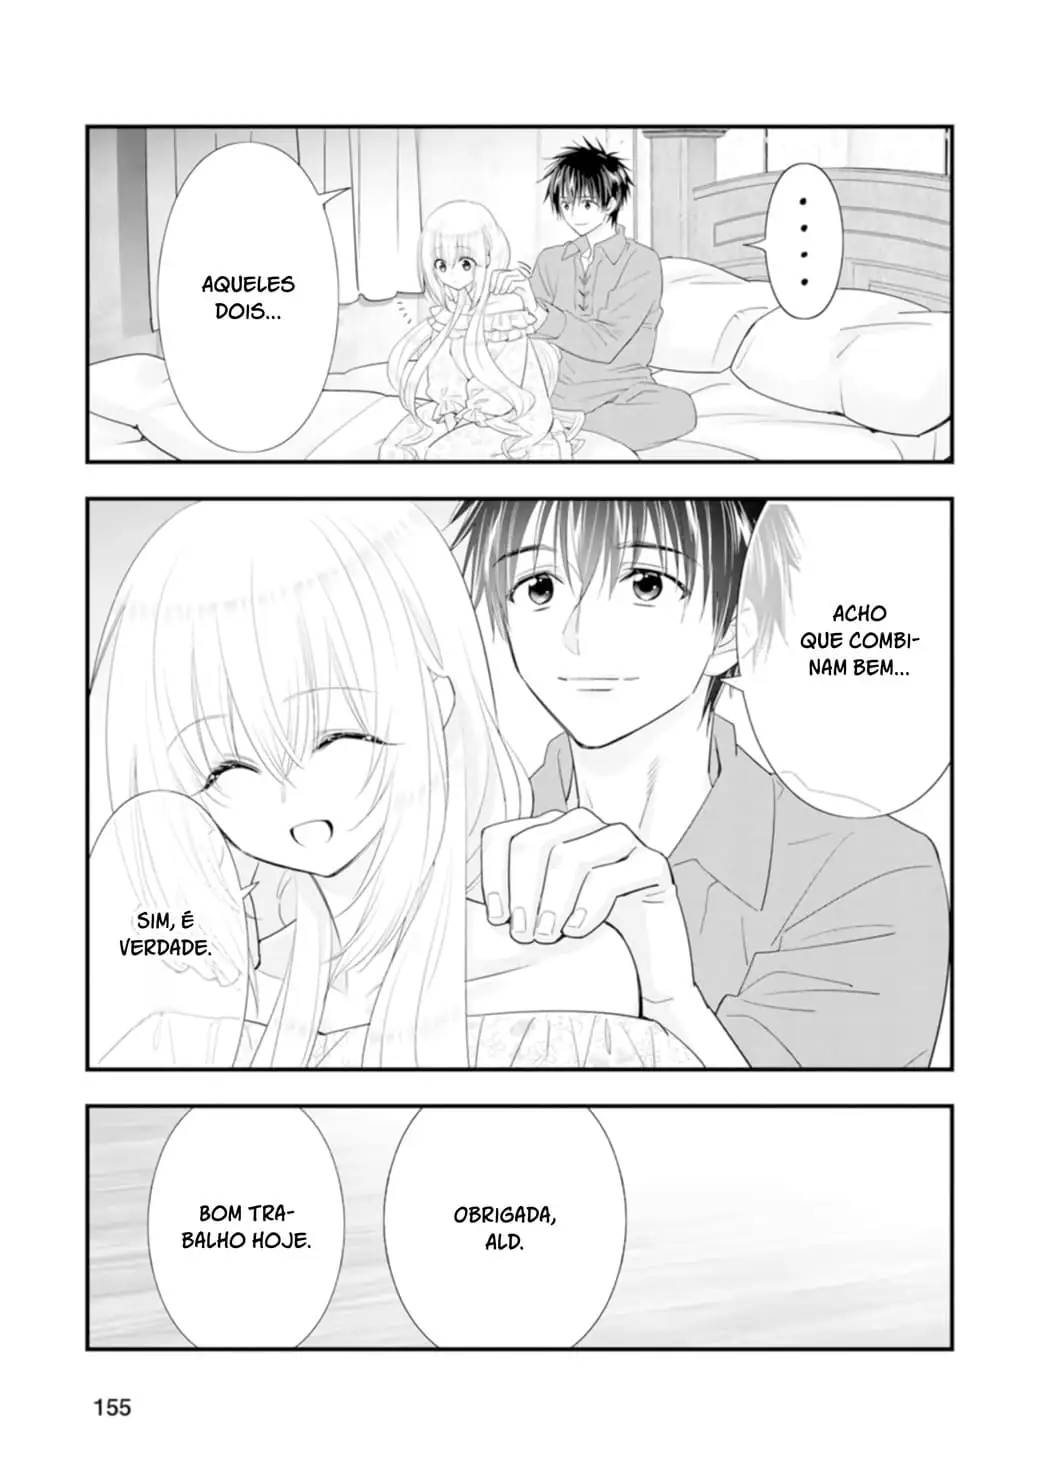 ....
AQUELES
DOIS...
ACHO
QUE COMBI-
NAM BEM...
SIM, É
VERDADE.
OBRIGADA,
ALD.
BOM TRA-
BALHO HOJE.
155